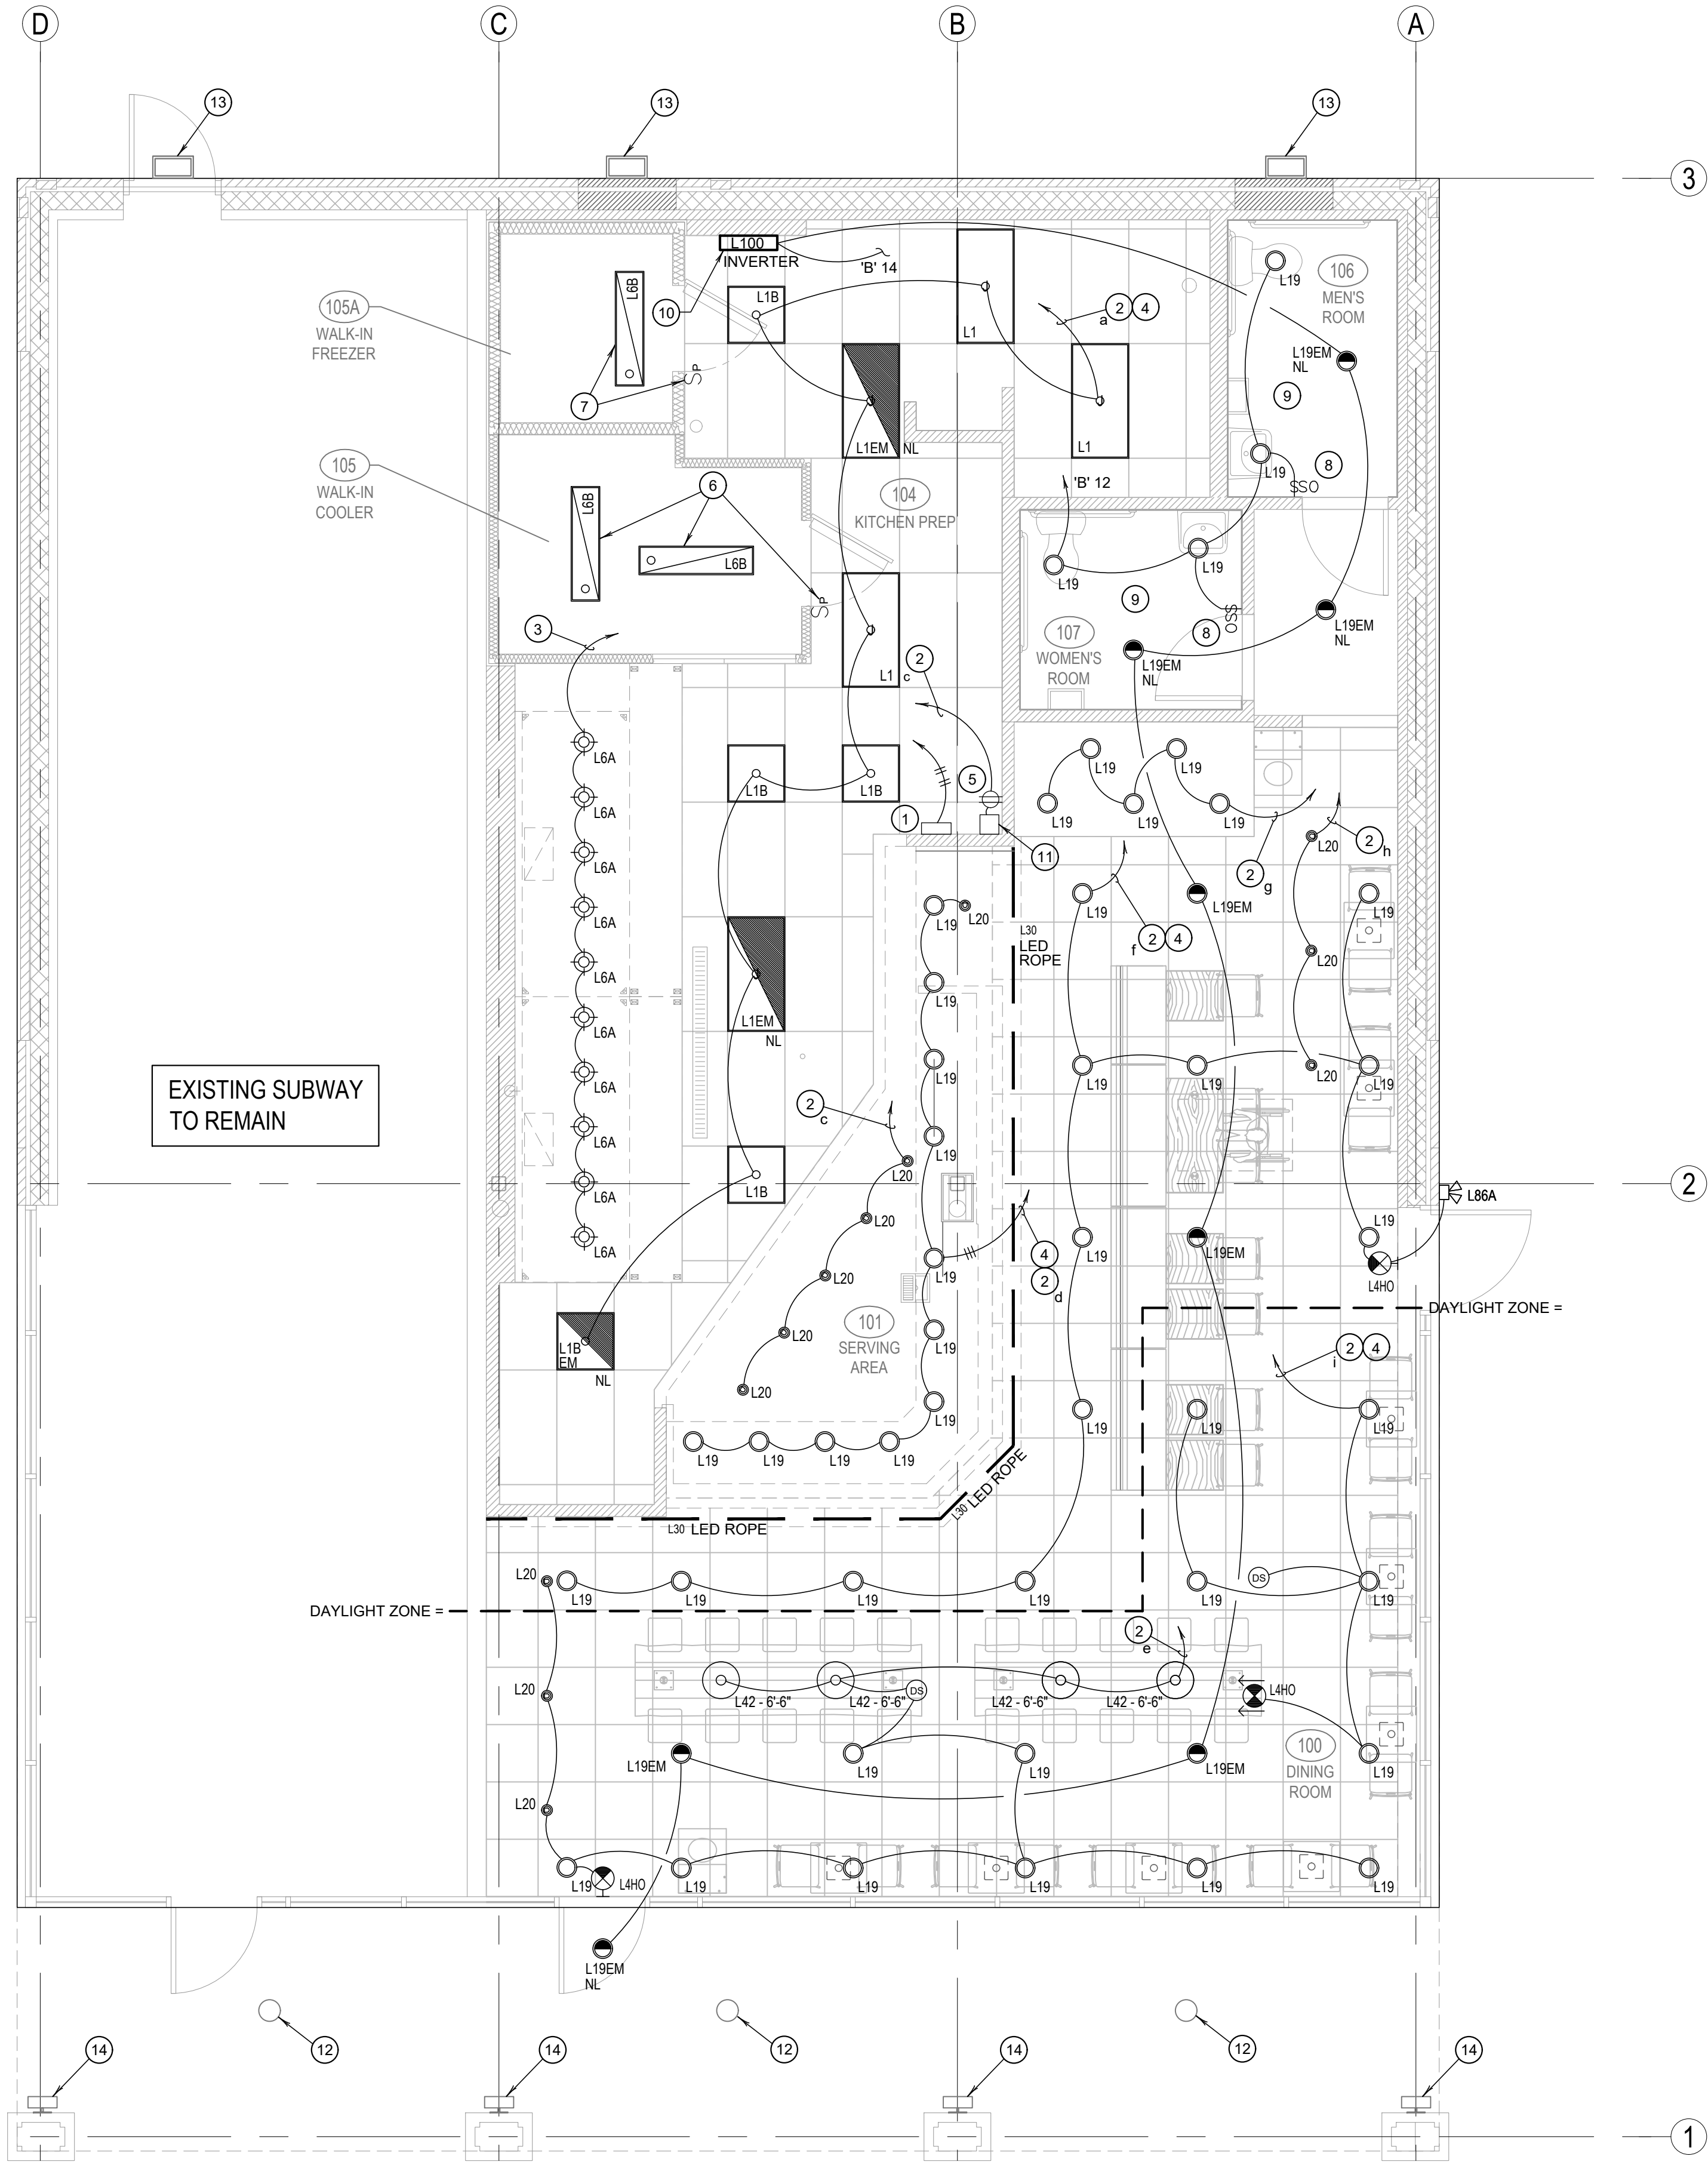 D
C
B
A
13
13
13
3
L100
INVERTER
'B' 14
L6B
L1B
10
L1
a
2
4
L19
106
MEN'S
ROOM
105A
WALK-IN
FREEZER
SP
7
L19EM
NL
9
L1EM
NL
L1
L19
8
SSO
105
WALK-IN
COOLER
6
L6B
L6B
104
KITCHEN PREP
'B' 12
L19
L19
9
SSO
8
SP
3
107
WOMEN'S
ROOM
L19EM
NL
L19EM
NL
2
c
L1
L6A
L19
L19
L1B
L1B
5
L6A
L19
L19
L19
1
11
2
h
L20
2
g
L6A
L19
L19EM
L19
L6A
L19
L20
L30
LED
ROPE
f
2
4
L20
L6A
L19
L1EM
NL
L6A
L19
L19
L19
L20
L19
EXISTING SUBWAY
TO REMAIN
L6A
2
c
L6A
L19
L20
L1B
L6A
2
L86A
L20
L6A
L19
L19
L19EM
L19
L4HO
4
2
d
L20
DAYLIGHT ZONE =
L20
101
SERVING
AREA
L19
2
4
i
L1B
EM
NL
L20
L19
L19
L19
L19
L19
L19
L19
L19
L30 LED ROPE
L30 LED ROPE
L20
L19
L19
L19
L19
L19
DS
L19
DAYLIGHT ZONE =
2
e
L20
L42 - 6'-6"
L42 - 6'-6"
DS
L42 - 6'-6"
L42 - 6'-6"
L4HO
L19EM
L19
L19
L19EM
100
DINING
ROOM
L19
L20
L19
L4HO
L19
L19
L19
L19
L19
L19EM
NL
12
12
12
14
14
14
14
1